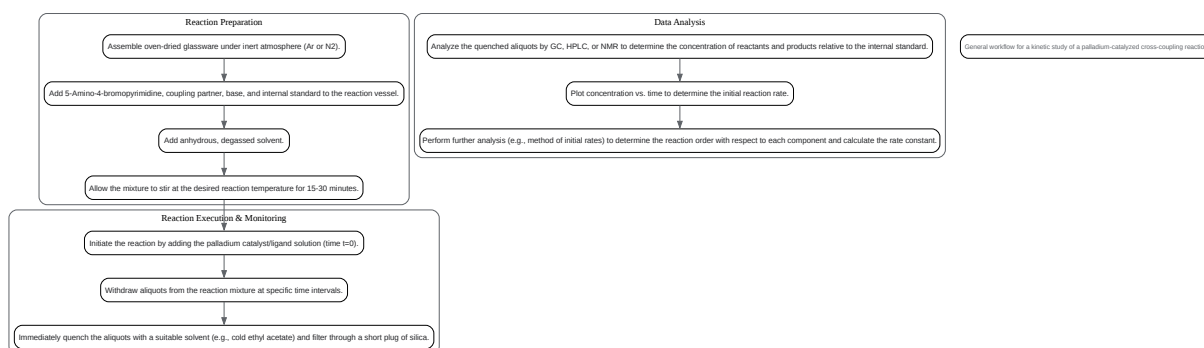 Reaction Preparation
Assemble oven-dried glassware under inert atmosphere (Ar or N2).
Add 5-Amino-4-bromopyrimidine, coupling partner, base, and internal standard to the reaction vessel.
Add anhydrous, degassed solvent.
Allow the mixture to stir at the desired reaction temperature for 15-30 minutes.
Reaction Execution & Monitoring
Initiate the reaction by adding the palladium catalyst/ligand solution (time t=0).
Withdraw aliquots from the reaction mixture at specific time intervals.
Immediately quench the aliquots with a suitable solvent (e.g., cold ethyl acetate) and filter through a short plug of silica.
Data Analysis
Analyze the quenched aliquots by GC, HPLC, or NMR to determine the concentration of reactants and products relative to the internal standard.
Plot concentration vs. time to determine the initial reaction rate.
Perform further analysis (e.g., method of initial rates) to determine the reaction order with respect to each component and calculate the rate constant.
General workflow for a kinetic study of a palladium-catalyzed cross-coupling reactio